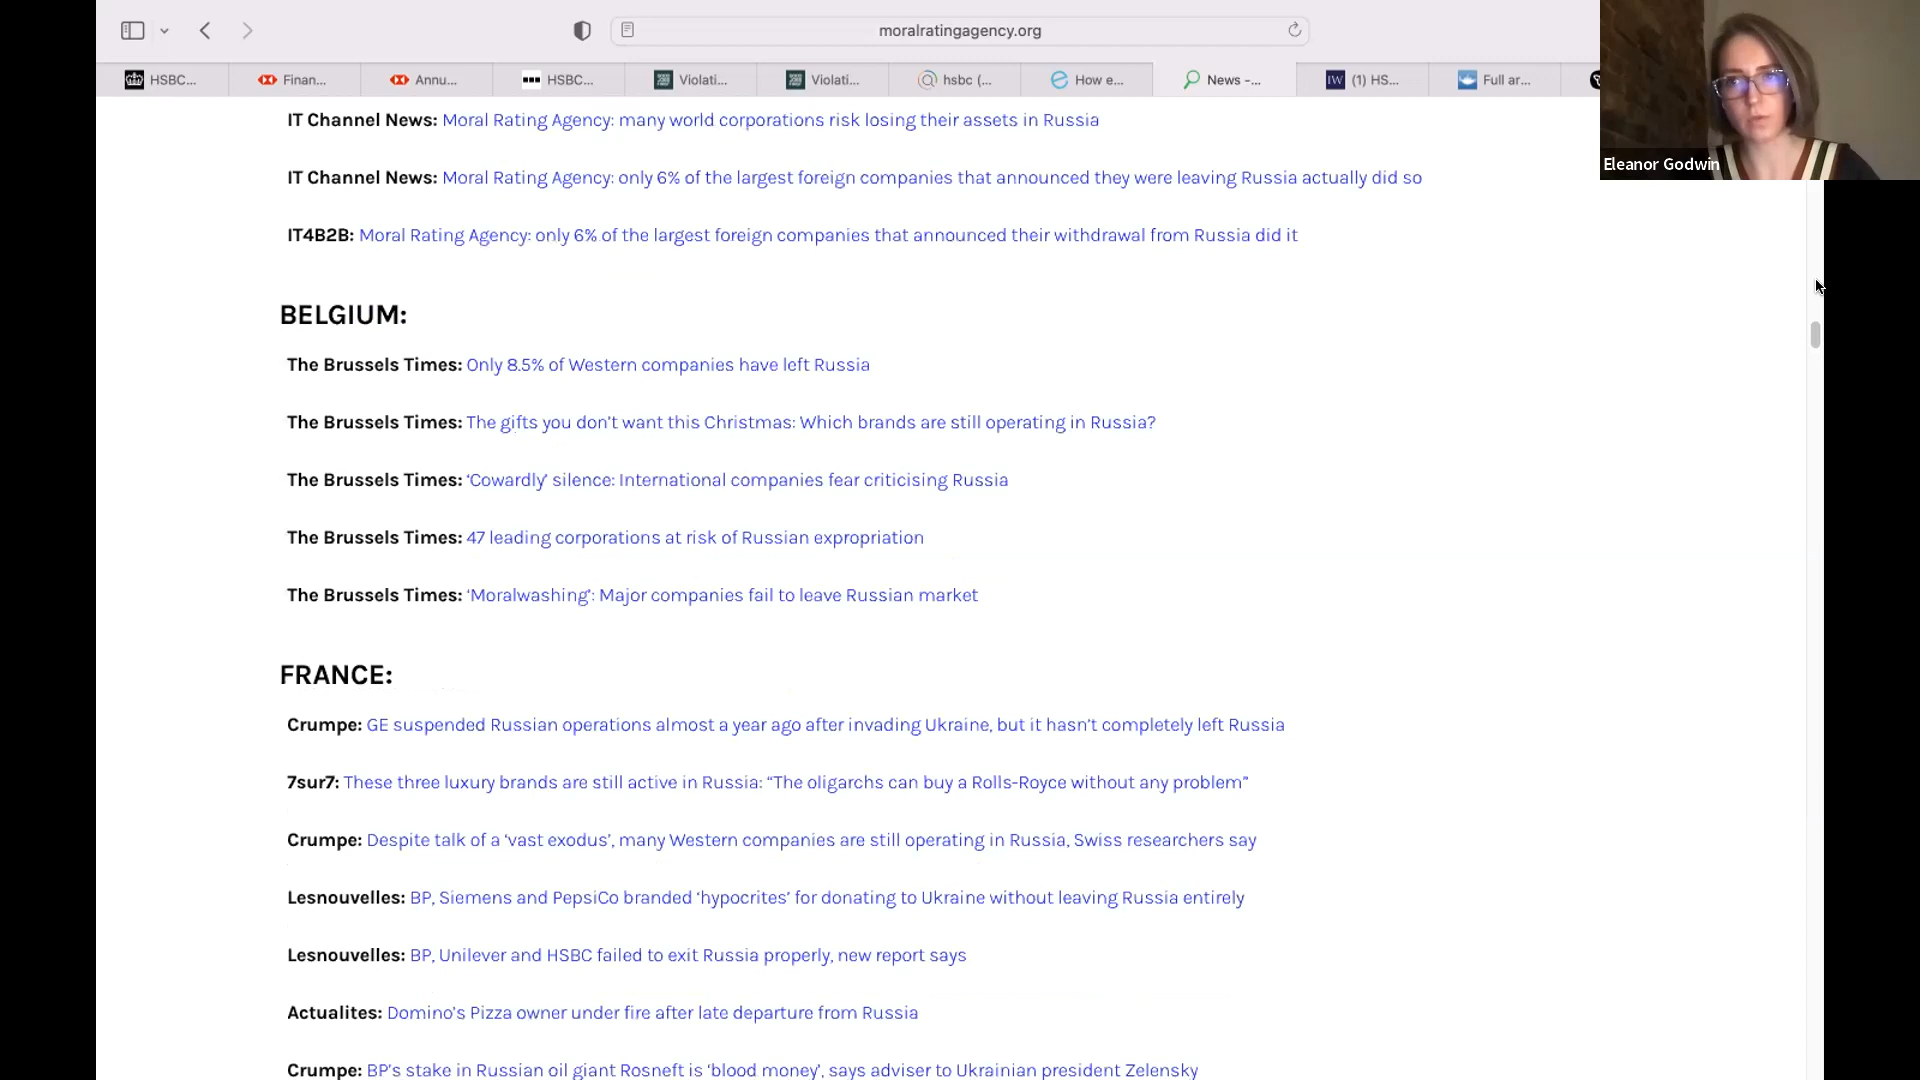 moralratingagency.org
HSBC...
Finan...
Annu...
HSBC...
Violati...
Violati...
hsbc (...
How e...
News -...
(1) HS...
Full ar...
Eleanor Godwin
IT Channel News: Moral Rating Agency: many world corporations risk losing their assets in Russia
IT Channel News: Moral Rating Agency: only 6% of the largest foreign companies that announced they were leaving Russia actually did so
IT4B2B: Moral Rating Agency: only 6% of the largest foreign companies that announced their withdrawal from Russia did it
BELGIUM:
The Brussels Times: Only 8.5% of Western companies have left Russia
The Brussels Times: The gifts you don’t want this Christmas: Which brands are still operating in Russia?
The Brussels Times: ‘Cowardly’ silence: International companies fear criticising Russia
The Brussels Times: 47 leading corporations at risk of Russian expropriation
The Brussels Times: ‘Moralwashing’: Major companies fail to leave Russian market
FRANCE:
Crumpe: GE suspended Russian operations almost a year ago after invading Ukraine, but it hasn’t completely left Russia
7sur7: These three luxury brands are still active in Russia: “The oligarchs can buy a Rolls-Royce without any problem”
Crumpe: Despite talk of a ‘vast exodus’, many Western companies are still operating in Russia, Swiss researchers say
Lesnouvelles: BP, Siemens and PepsiCo branded ‘hypocrites’ for donating to Ukraine without leaving Russia entirely
Lesnouvelles: BP, Unilever and HSBC failed to exit Russia properly, new report says
Actualites: Domino’s Pizza owner under fire after late departure from Russia
Crumpe: BP’s stake in Russian oil giant Rosneft is ‘blood money’, says adviser to Ukrainian president Zelensky